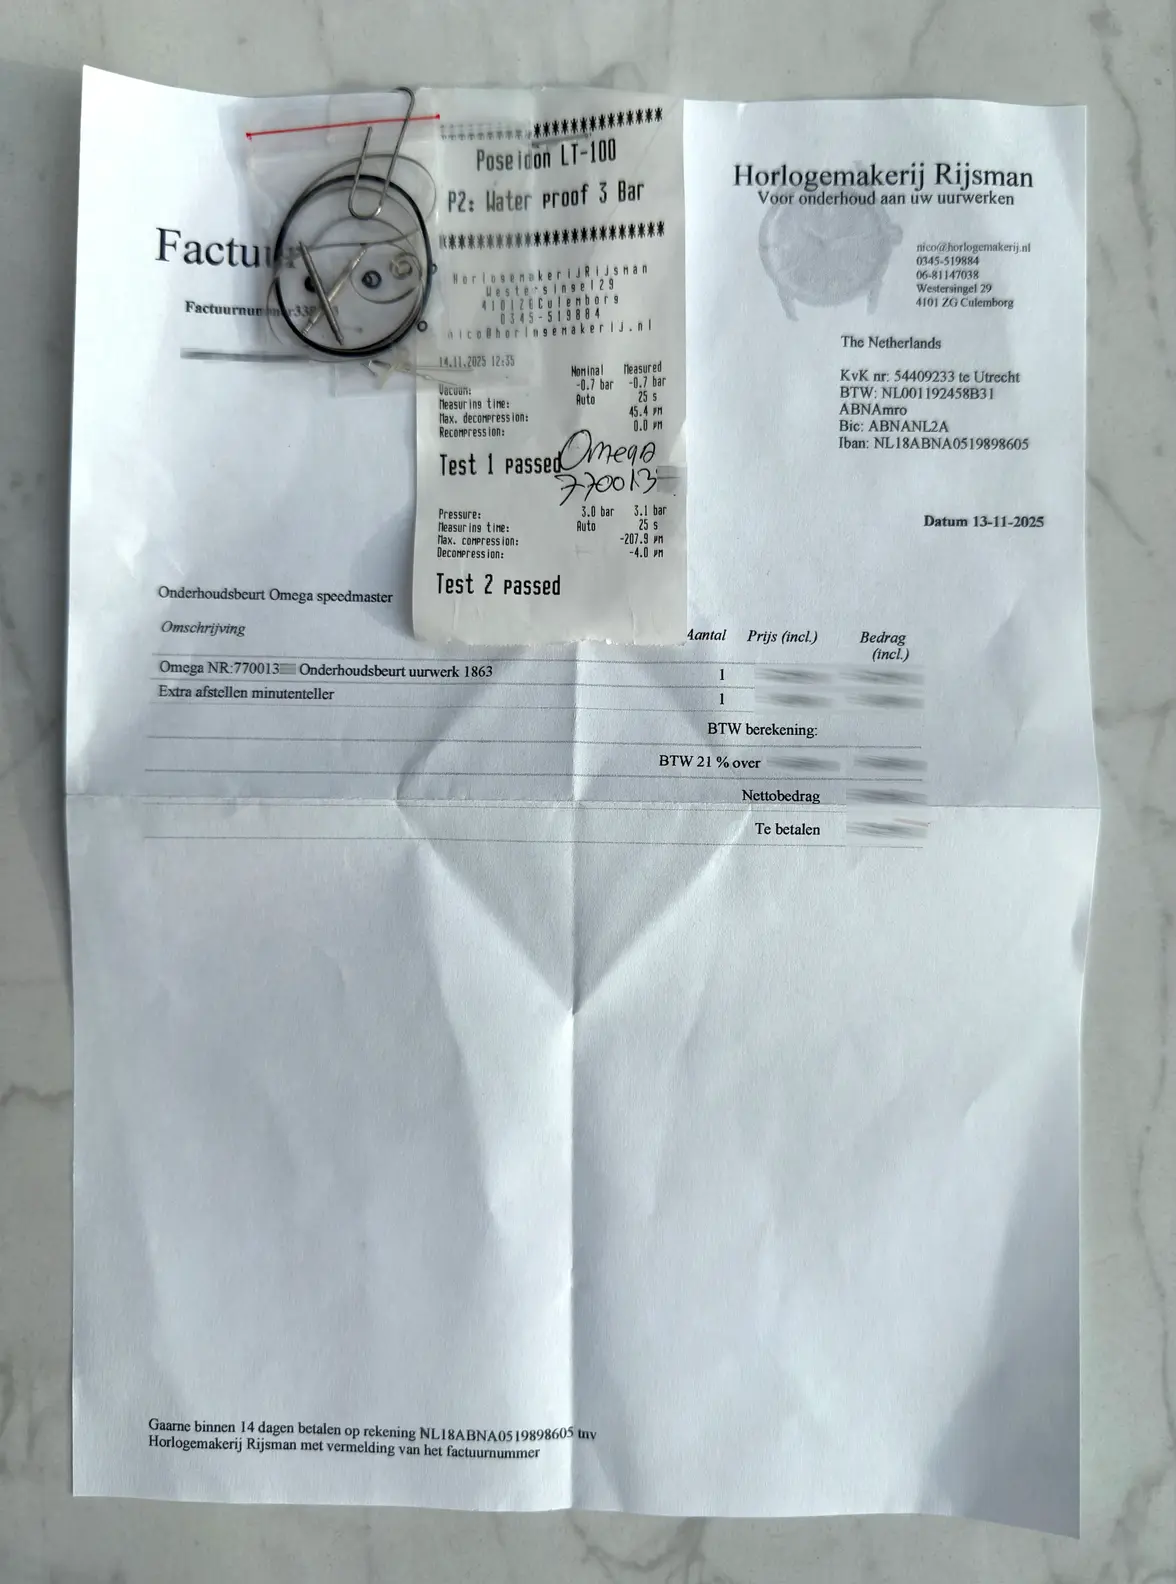 ***************
Poseidon LT-100
P2: Water proof 3 Bar
************************
HorlogemakerijRijsman
Westersingel29
4101ZGCulemborg
0345-519884
nico@horlogemakerij.nl
14.11.2025 12:35
Nominal Measured
Vacuum: -0.7 bar -0.7 bar
Measuring time: Auto 25 s
Max. decompression: 45.4 µm
Recompression: 0.0 µm
Test 1 passed
Omega
770013
Pressure: 3.0 bar 3.1 bar
Measuring time: Auto 25 s
Max. compression: -207.9 µm
Decompression: -4.0 µm
Test 2 passed
Horlogemakerij Rijsman
Voor onderhoud aan uw uurwerken
nico@horlogemakerij.nl
0345-519884
06-81147038
Westersingel 29
4101 ZG Culemborg
The Netherlands
KvK nr: 54409233 te Utrecht
BTW: NL001192458B31
ABNAmro
Bic: ABNANL2A
Iban: NL18ABNA0519898605
Datum 13-11-2025
Onderhoudsbeurt Omega speedmaster
Omschrijving Aantal Prijs (incl.) Bedrag (incl.)
Omega NR:770013 Onderhoudsbeurt uurwerk 1863 1
Extra afstellen minutenteller 1
BTW berekening:
BTW 21 % over
Nettobedrag
Te betalen
Gaarne binnen 14 dagen betalen op rekening NL18ABNA0519898605 tnv
Horlogemakerij Rijsman met vermelding van het factuurnummer